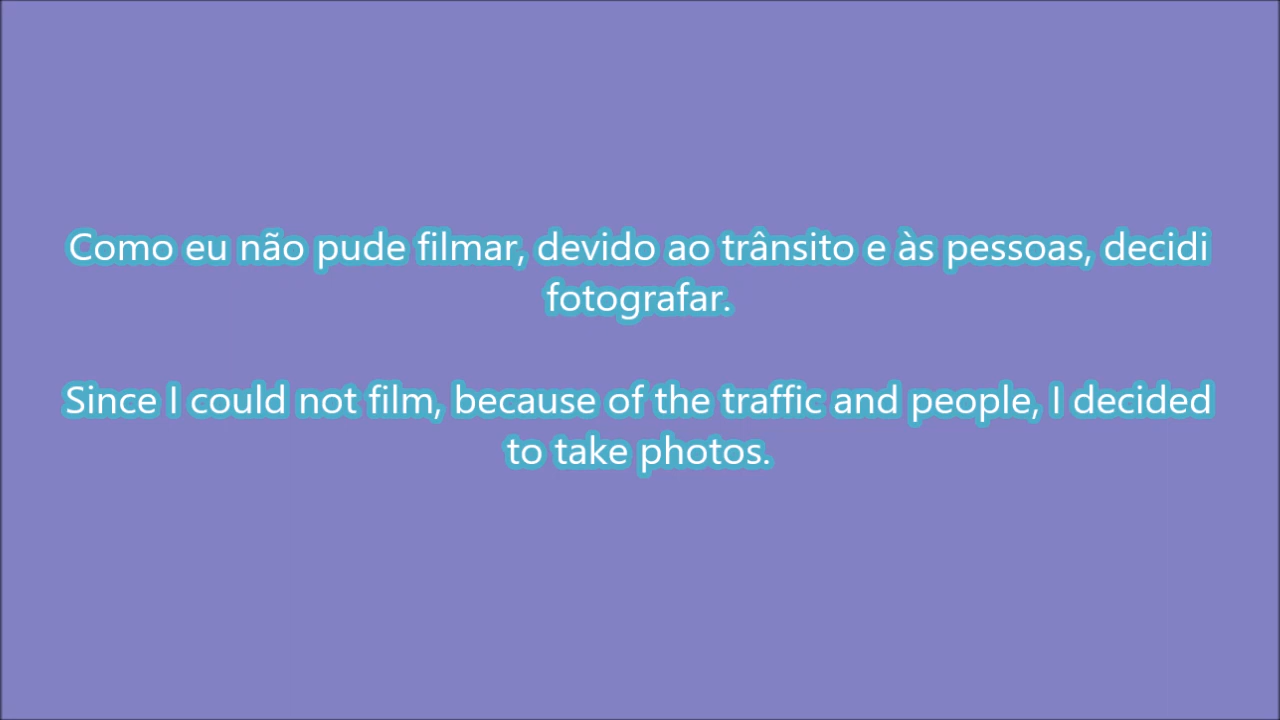 Como eu não pude filmar, devido ao trânsito e às pessoas, decidi
fotografar.
Since I could not film, because of the traffic and people, I decided
to take photos.